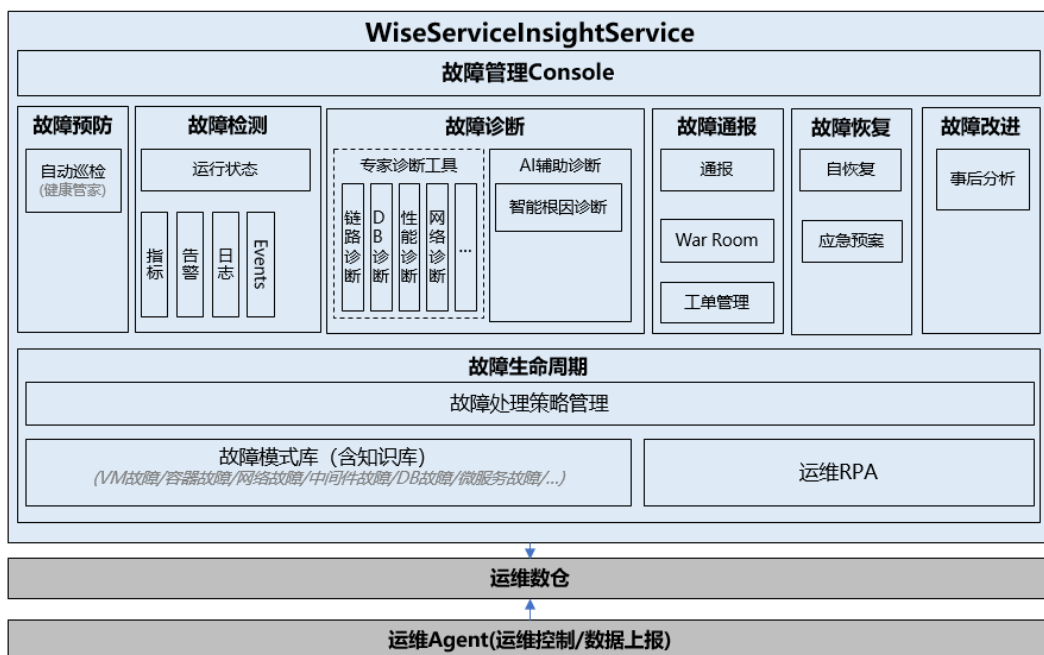 WiseServiceInsightService
故障管理Console
故障预防
自动巡检
(健康管家)
故障检测
运行状态
指标
告警
日志
Events
故障诊断
专家诊断工具
链路诊断
DB诊断
性能诊断
网络诊断
...
AI辅助诊断
智能根因诊断
故障通报
通报
War Room
工单管理
故障恢复
自恢复
应急预案
故障改进
事后分析
故障生命周期
故障处理策略管理
故障模式库（含知识库）
(VM故障/容器故障/网络故障/中间件故障/DB故障/微服务故障/...)
运维RPA
运维数仓
运维Agent(运维控制/数据上报)